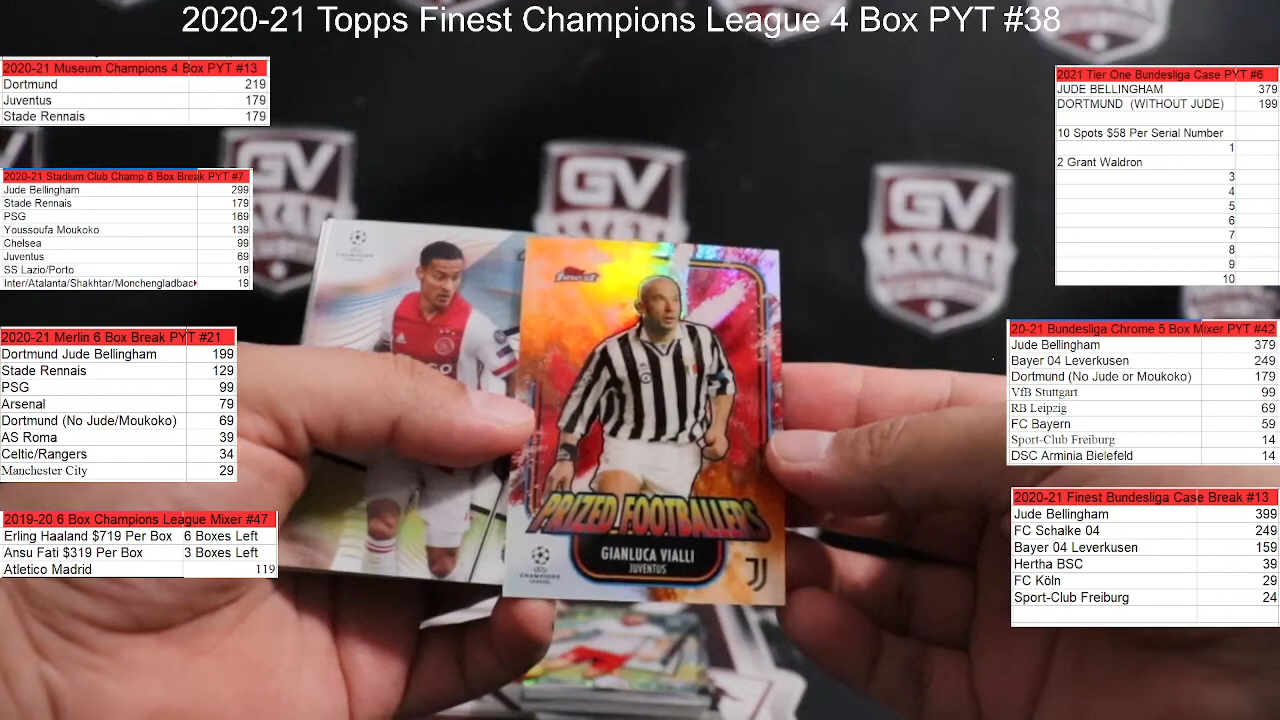 2020-21 Topps Finest Champions League 4 Box PYT #38
2020-21 Museum Champions 4 Box PYT #13
Dortmund 219
Juventus 179
Stade Rennais 179
2020-21 Stadium Club Champ 6 Box Break PYT #7
Jude Bellingham 299
Stade Rennais 179
PSG 169
Youssoufa Moukoko 139
Chelsea 99
Juventus 69
SS Lazio/Porto 19
Inter/Atalanta/Shakhtar/Monchengladbac 19
2020-21 Merlin 6 Box Break PYT #21
Dortmund Jude Bellingham 199
Stade Rennais 129
PSG 99
Arsenal 79
Dortmund (No Jude/Moukoko) 69
AS Roma 39
Celtic/Rangers 34
Manchester City 29
2019-20 6 Box Champions League Mixer #47
Erling Haaland $719 Per Box 6 Boxes Left
Ansu Fati $319 Per Box 3 Boxes Left
Atletico Madrid 119
GV
GV
GV
CHAMPIONS
LEAGUE
finest
PRIZED FOOTBALLERS
GIANLUCA VIALLI
JUVENTUS
CHAMPIONS
LEAGUE
2021 Tier One Bundesliga Case PYT #6
JUDE BELLINGHAM 379
DORTMUND (WITHOUT JUDE) 199
10 Spots $58 Per Serial Number
1
2 Grant Waldron
3
4
5
6
7
8
9
10
20-21 Bundesliga Chrome 5 Box Mixer PYT #42
Jude Bellingham 379
Bayer 04 Leverkusen 249
Dortmund (No Jude or Moukoko) 179
VfB Stuttgart 99
RB Leipzig 69
FC Bayern 59
Sport-Club Freiburg 14
DSC Arminia Bielefeld 14
2020-21 Finest Bundesliga Case Break #13
Jude Bellingham 399
FC Schalke 04 249
Bayer 04 Leverkusen 159
Hertha BSC 39
FC Köln 29
Sport-Club Freiburg 24